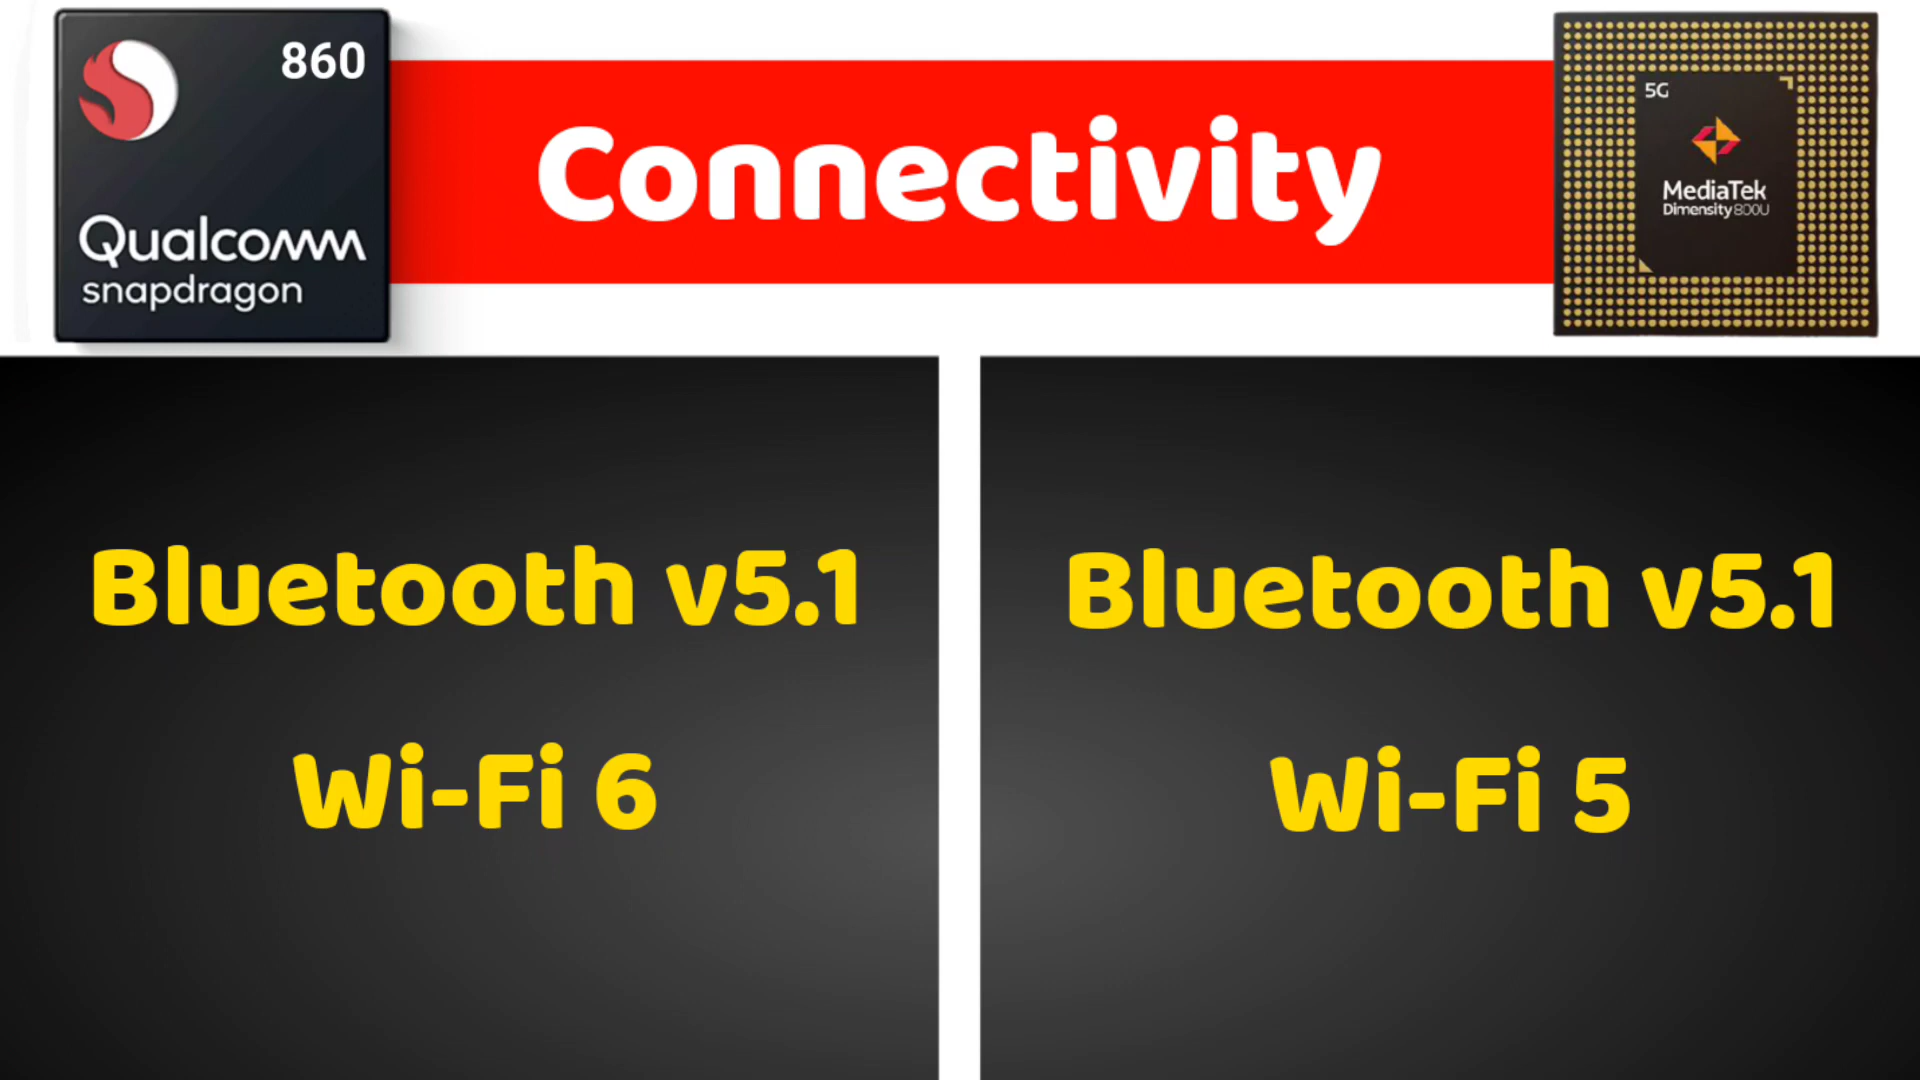 860
Qualcomm
snapdragon
Connectivity
5G
MediaTek
Dimensity 800U
Bluetooth v5.1
Wi-Fi 6
Bluetooth v5.1
Wi-Fi 5